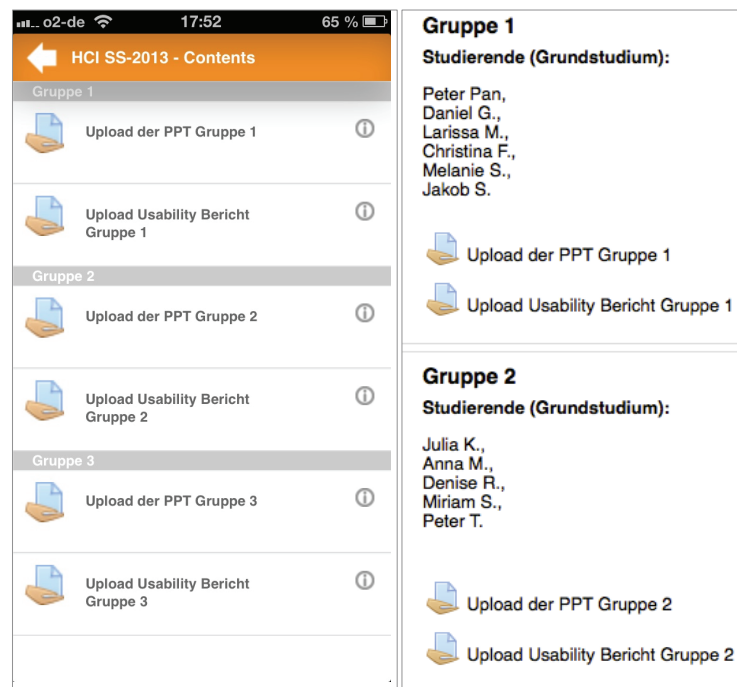 o2-de 17:52 65 %
HCI SS-2013 - Contents
Gruppe 1
Upload der PPT Gruppe 1
Upload Usability Bericht
Gruppe 1
Gruppe 2
Upload der PPT Gruppe 2
Upload Usability Bericht
Gruppe 2
Gruppe 3
Upload der PPT Gruppe 3
Upload Usability Bericht
Gruppe 3
Gruppe 1
Studierende (Grundstudium):
Peter Pan,
Daniel G.,
Larissa M.,
Christina F.,
Melanie S.,
Jakob S.
Upload der PPT Gruppe 1
Upload Usability Bericht Gruppe 1
Gruppe 2
Studierende (Grundstudium):
Julia K.,
Anna M.,
Denise R.,
Miriam S.,
Peter T.
Upload der PPT Gruppe 2
Upload Usability Bericht Gruppe 2